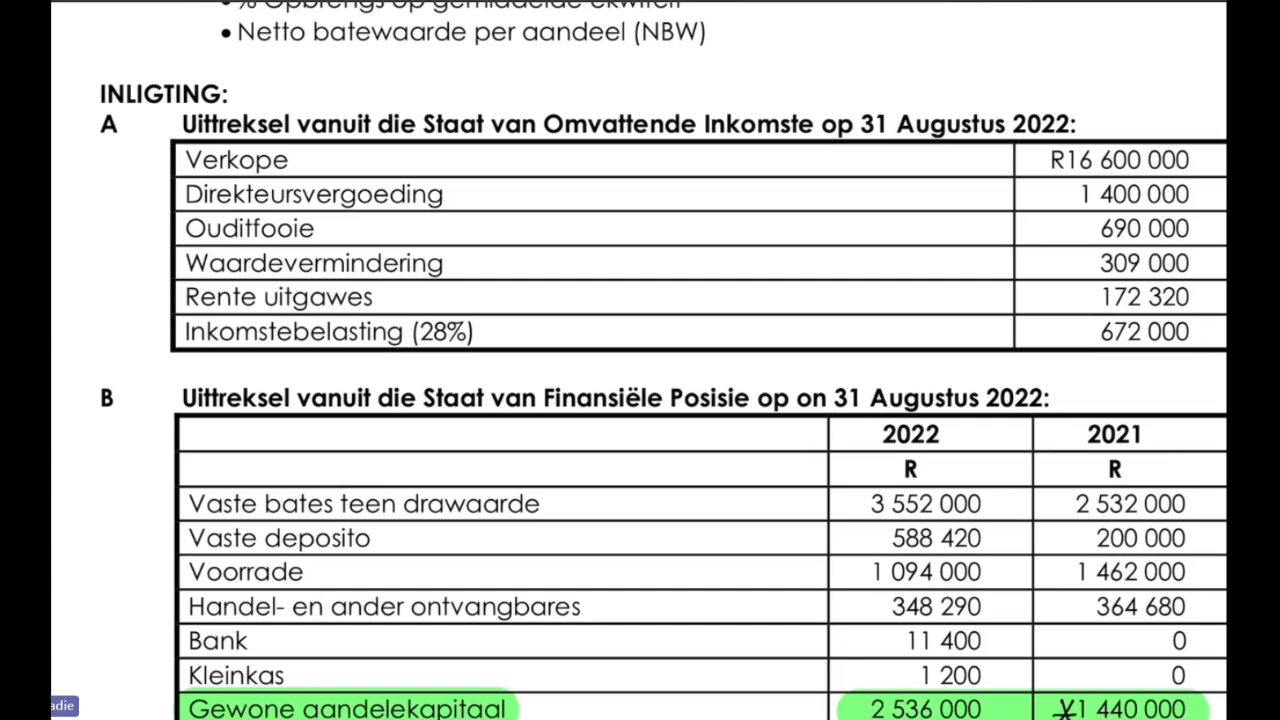 • % Opbrengs op gemiddelde ekwiteit
• Netto batewaarde per aandeel (NBW)
INLIGTING:
A Uittreksel vanuit die Staat van Omvattende Inkomste op 31 Augustus 2022:
Verkope R16 600 000
Direkteursvergoeding 1 400 000
Ouditfooie 690 000
Waardevermindering 309 000
Rente uitgawes 172 320
Inkomstebelasting (28%) 672 000
B Uittreksel vanuit die Staat van Finansiële Posisie op on 31 Augustus 2022:
2022 2021
R R
Vaste bates teen drawaarde 3 552 000 2 532 000
Vaste deposito 588 420 200 000
Voorrade 1 094 000 1 462 000
Handel- en ander ontvangbares 348 290 364 680
Bank 11 400 0
Kleinkas 1 200 0
Gewone aandelekapitaal 2 536 000 1 440 000
adie